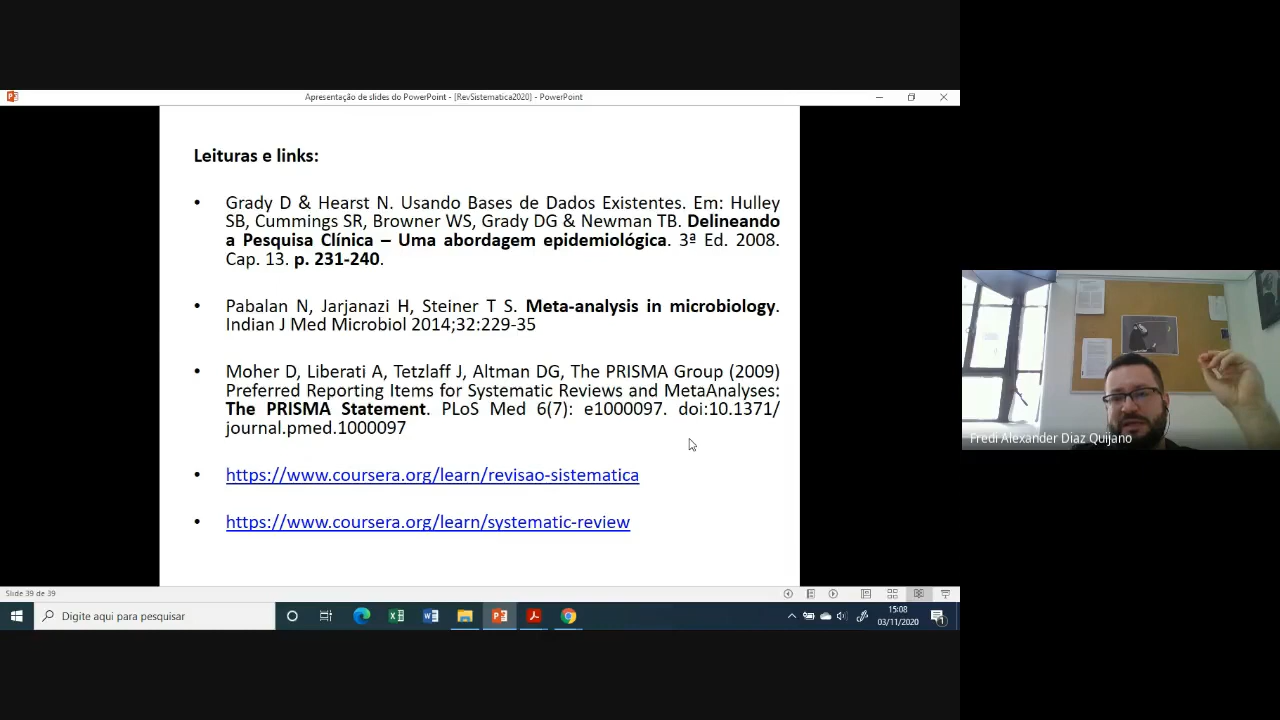 Apresentação de slides do PowerPoint - [RevSistematica2020] - PowerPoint
Leituras e links:
• Grady D & Hearst N. Usando Bases de Dados Existentes. Em: Hulley
SB, Cummings SR, Browner WS, Grady DG & Newman TB. Delineando
a Pesquisa Clínica – Uma abordagem epidemiológica. 3ª Ed. 2008.
Cap. 13. p. 231-240.
• Pabalan N, Jarjanazi H, Steiner T S. Meta-analysis in microbiology.
Indian J Med Microbiol 2014;32:229-35
• Moher D, Liberati A, Tetzlaff J, Altman DG, The PRISMA Group (2009)
Preferred Reporting Items for Systematic Reviews and MetaAnalyses:
The PRISMA Statement. PLoS Med 6(7): e1000097. doi:10.1371/
journal.pmed.1000097
• https://www.coursera.org/learn/revisao-sistematica
• https://www.coursera.org/learn/systematic-review
Fredi Alexander Diaz Quijano
Slide 39 de 39
Digite aqui para pesquisar
15:08
03/11/2020